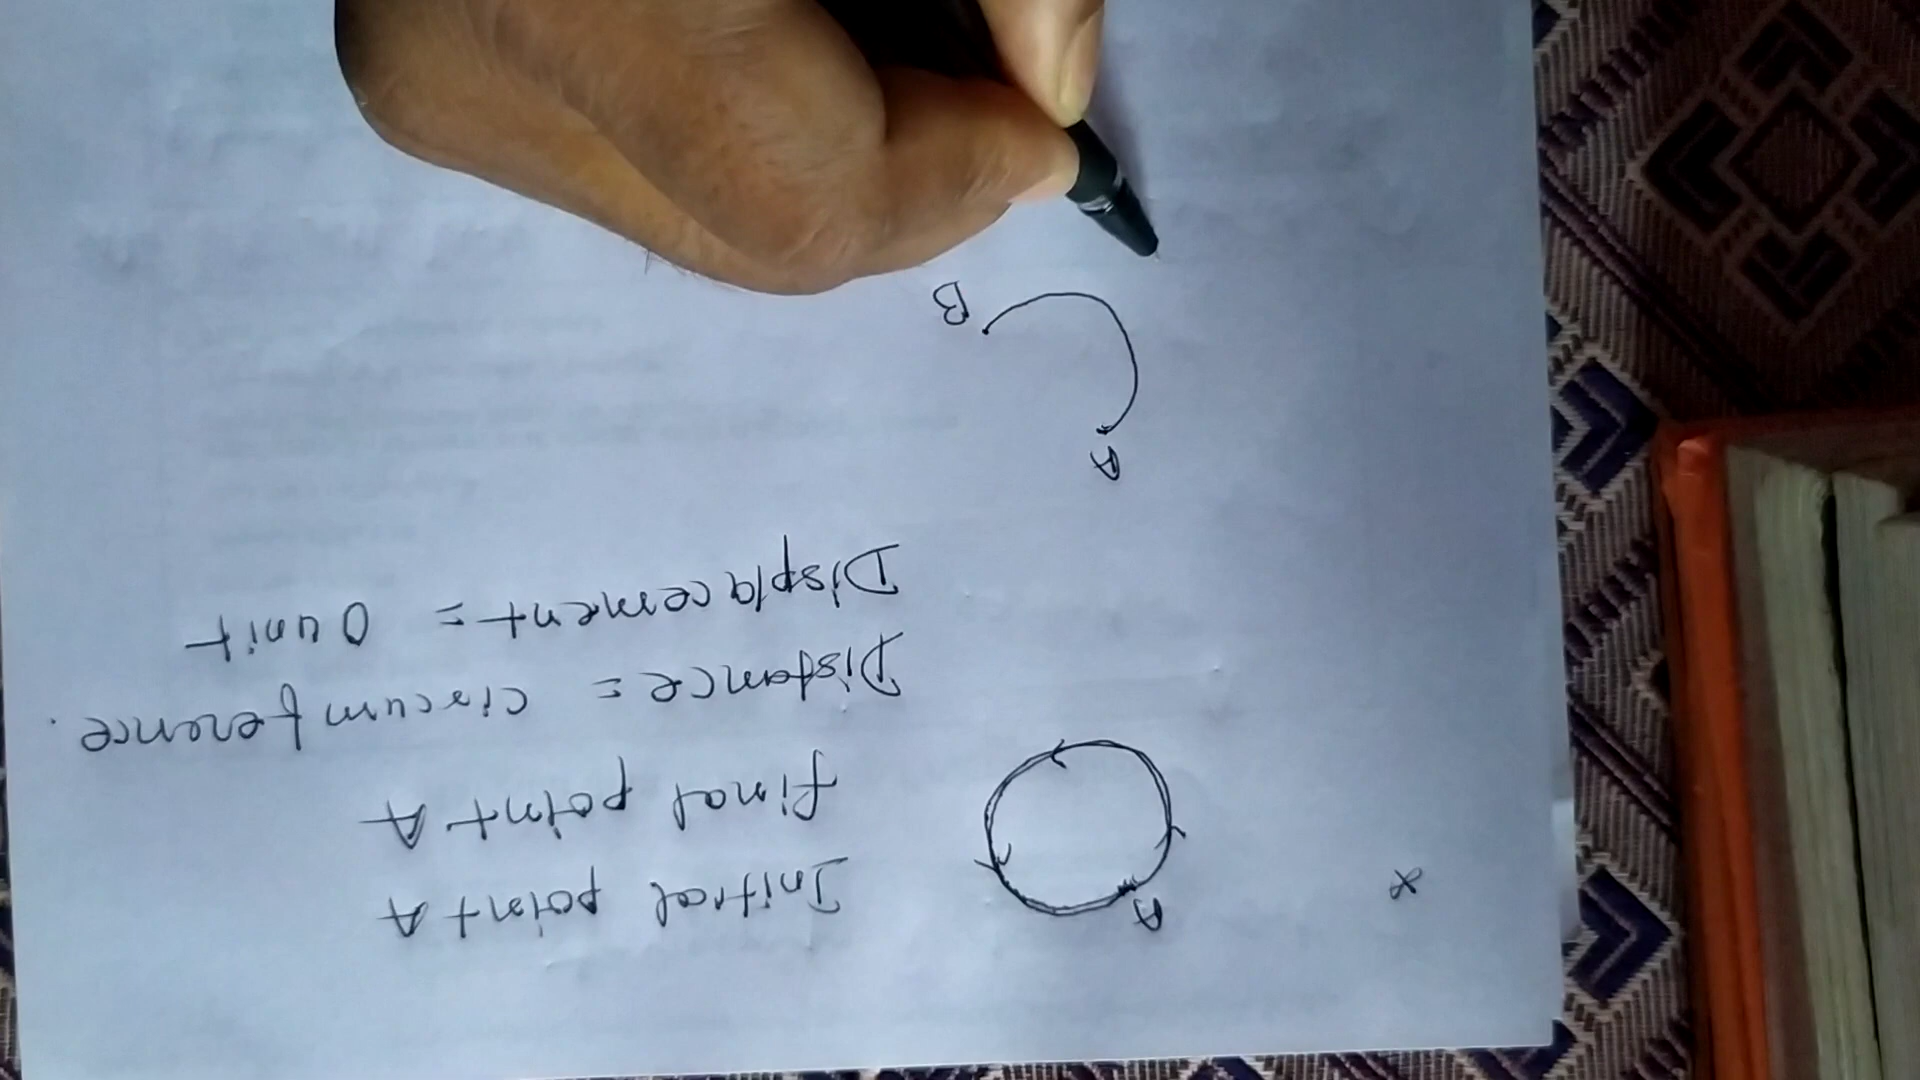 *
A
Initial point A
final point A
Distance = circumference.
Displacement = 0 unit
A
B